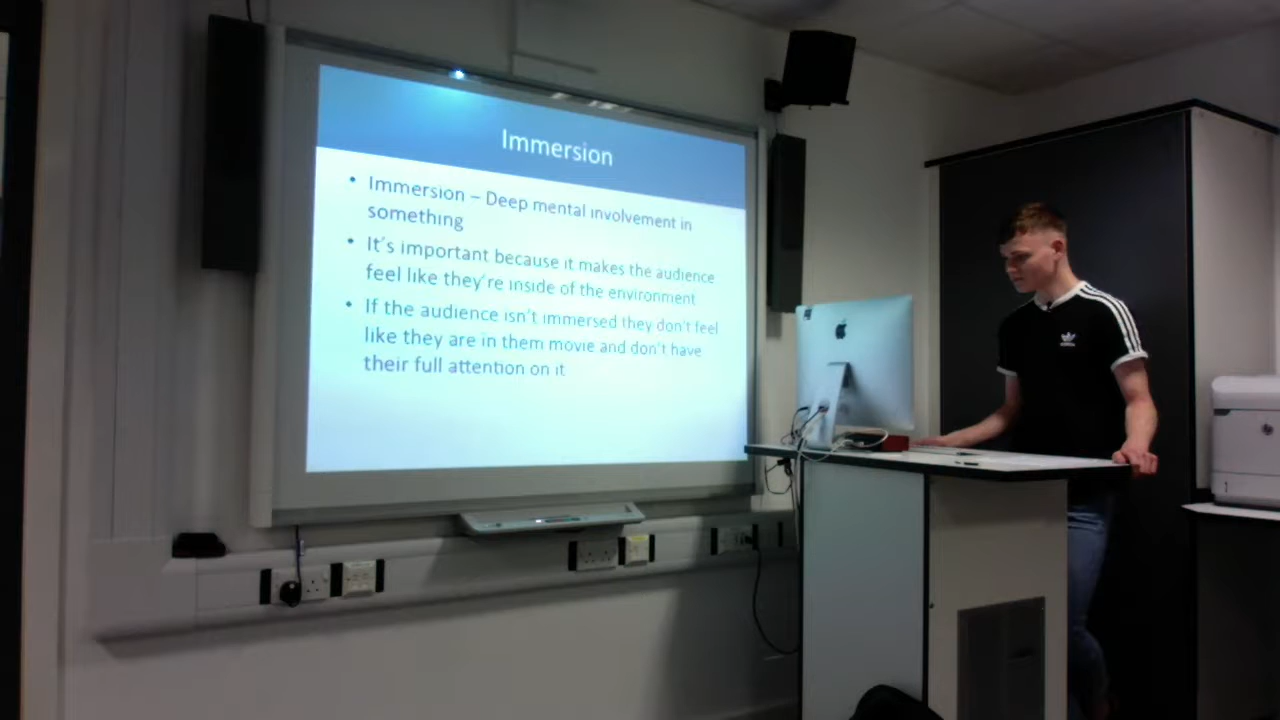 Immersion
• Immersion – Deep mental involvement in
something
• It's important because it makes the audience
feel like they're inside of the environment
• If the audience isn't immersed they don't feel
like they are in them movie and don't have
their full attention on it